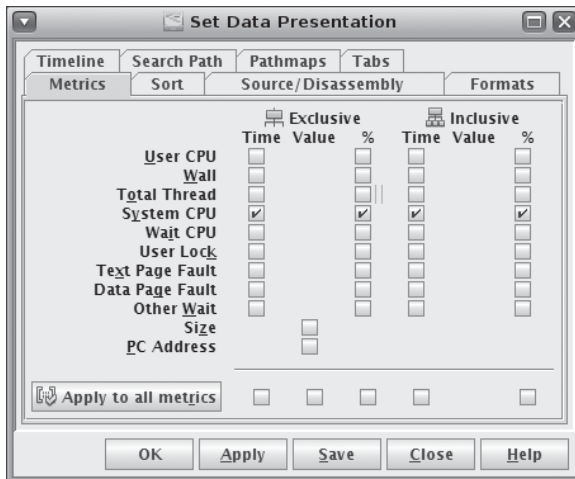 Set Data Presentation
Timeline Search Path Pathmaps Tabs
Metrics Sort Source/Disassembly Formats
Exclusive Inclusive
Time Value % Time Value %
User CPU
Wall
Total Thread
System CPU
Wait CPU
User Lock
Text Page Fault
Data Page Fault
Other Wait
Size
PC Address
Apply to all metrics
OK Apply Save Close Help